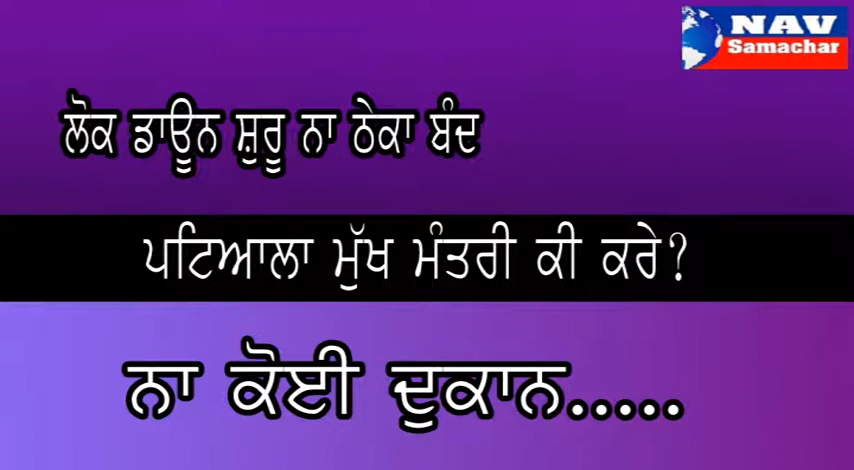 NAV
Samachar
ਲੋਕ ਡਾਊਨ ਸ਼ੁਰੂ ਨਾ ਠੇਕਾ ਬੰਦ
ਪਟਿਆਲਾ ਮੁੱਖ ਮੰਤਰੀ ਕੀ ਕਰੇ?
ਨਾ ਕੋਈ ਦੁਕਾਨ.....